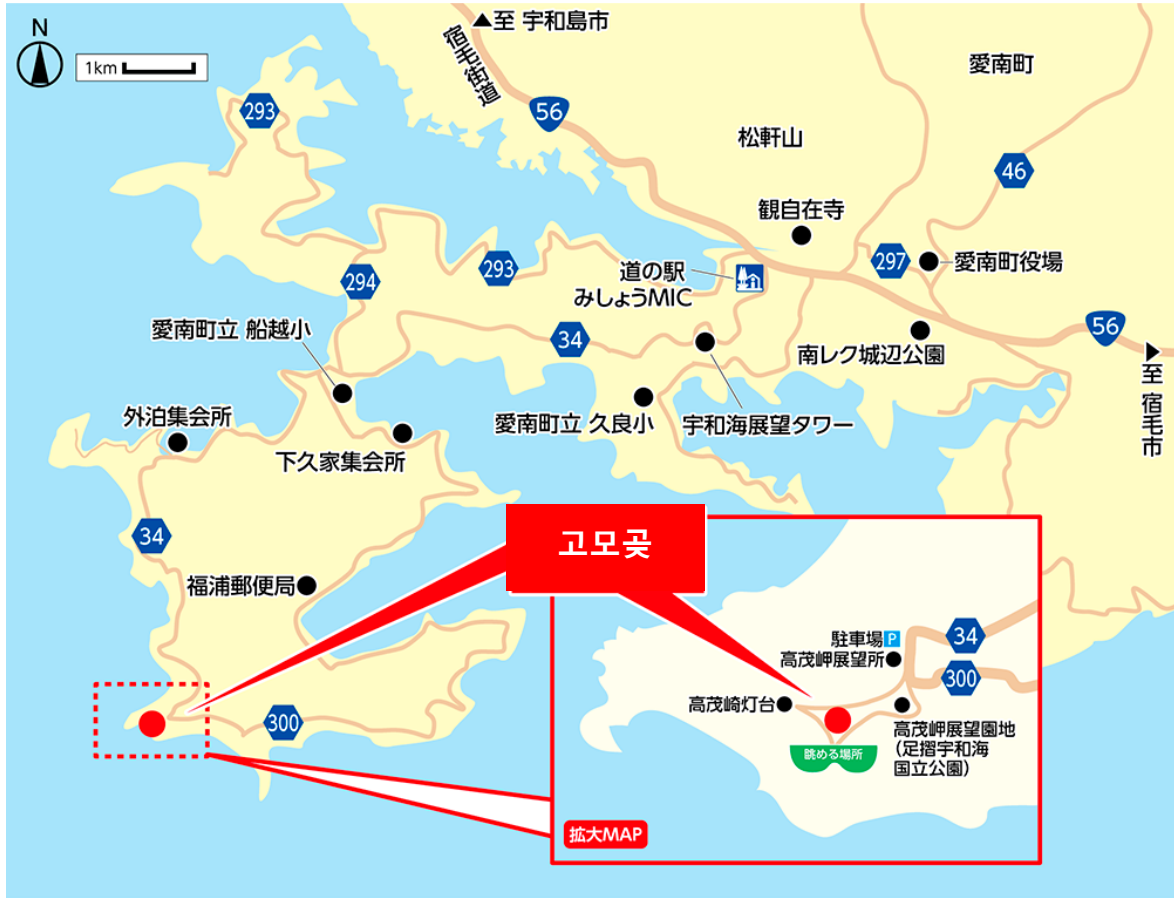 N
1km
▲至 宇和島市
宿毛街道
56
愛南町
松軒山
46
293
観自在寺
297
愛南町役場
道の駅
みしょうMIC
293
294
愛南町立 船越小
34
56
南レク城辺公園
▶至 宿毛市
外泊集会所
愛南町立 久良小
宇和海展望タワー
下久家集会所
34
福浦郵便局
300
고모곶
駐車場 P
高茂岬展望所
34
300
高茂崎灯台
高茂岬展望園地
(足摺宇和海
国立公園)
眺める場所
拡大MAP